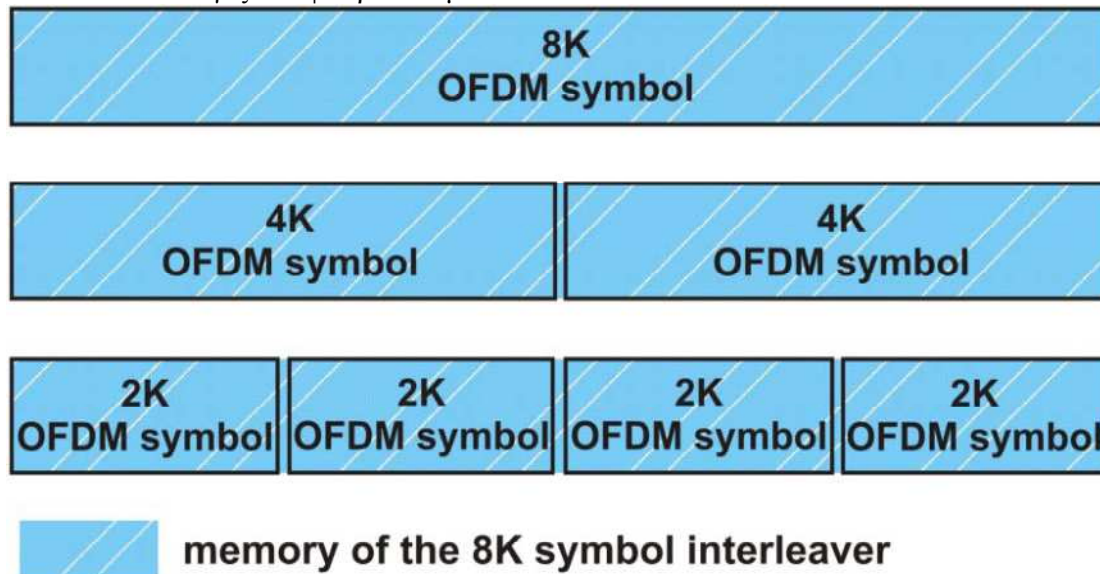 8K
OFDM symbol
4K
OFDM symbol
4K
OFDM symbol
2K
OFDM symbol
2K
OFDM symbol
2K
OFDM symbol
2K
OFDM symbol
memory of the 8K symbol interleaver